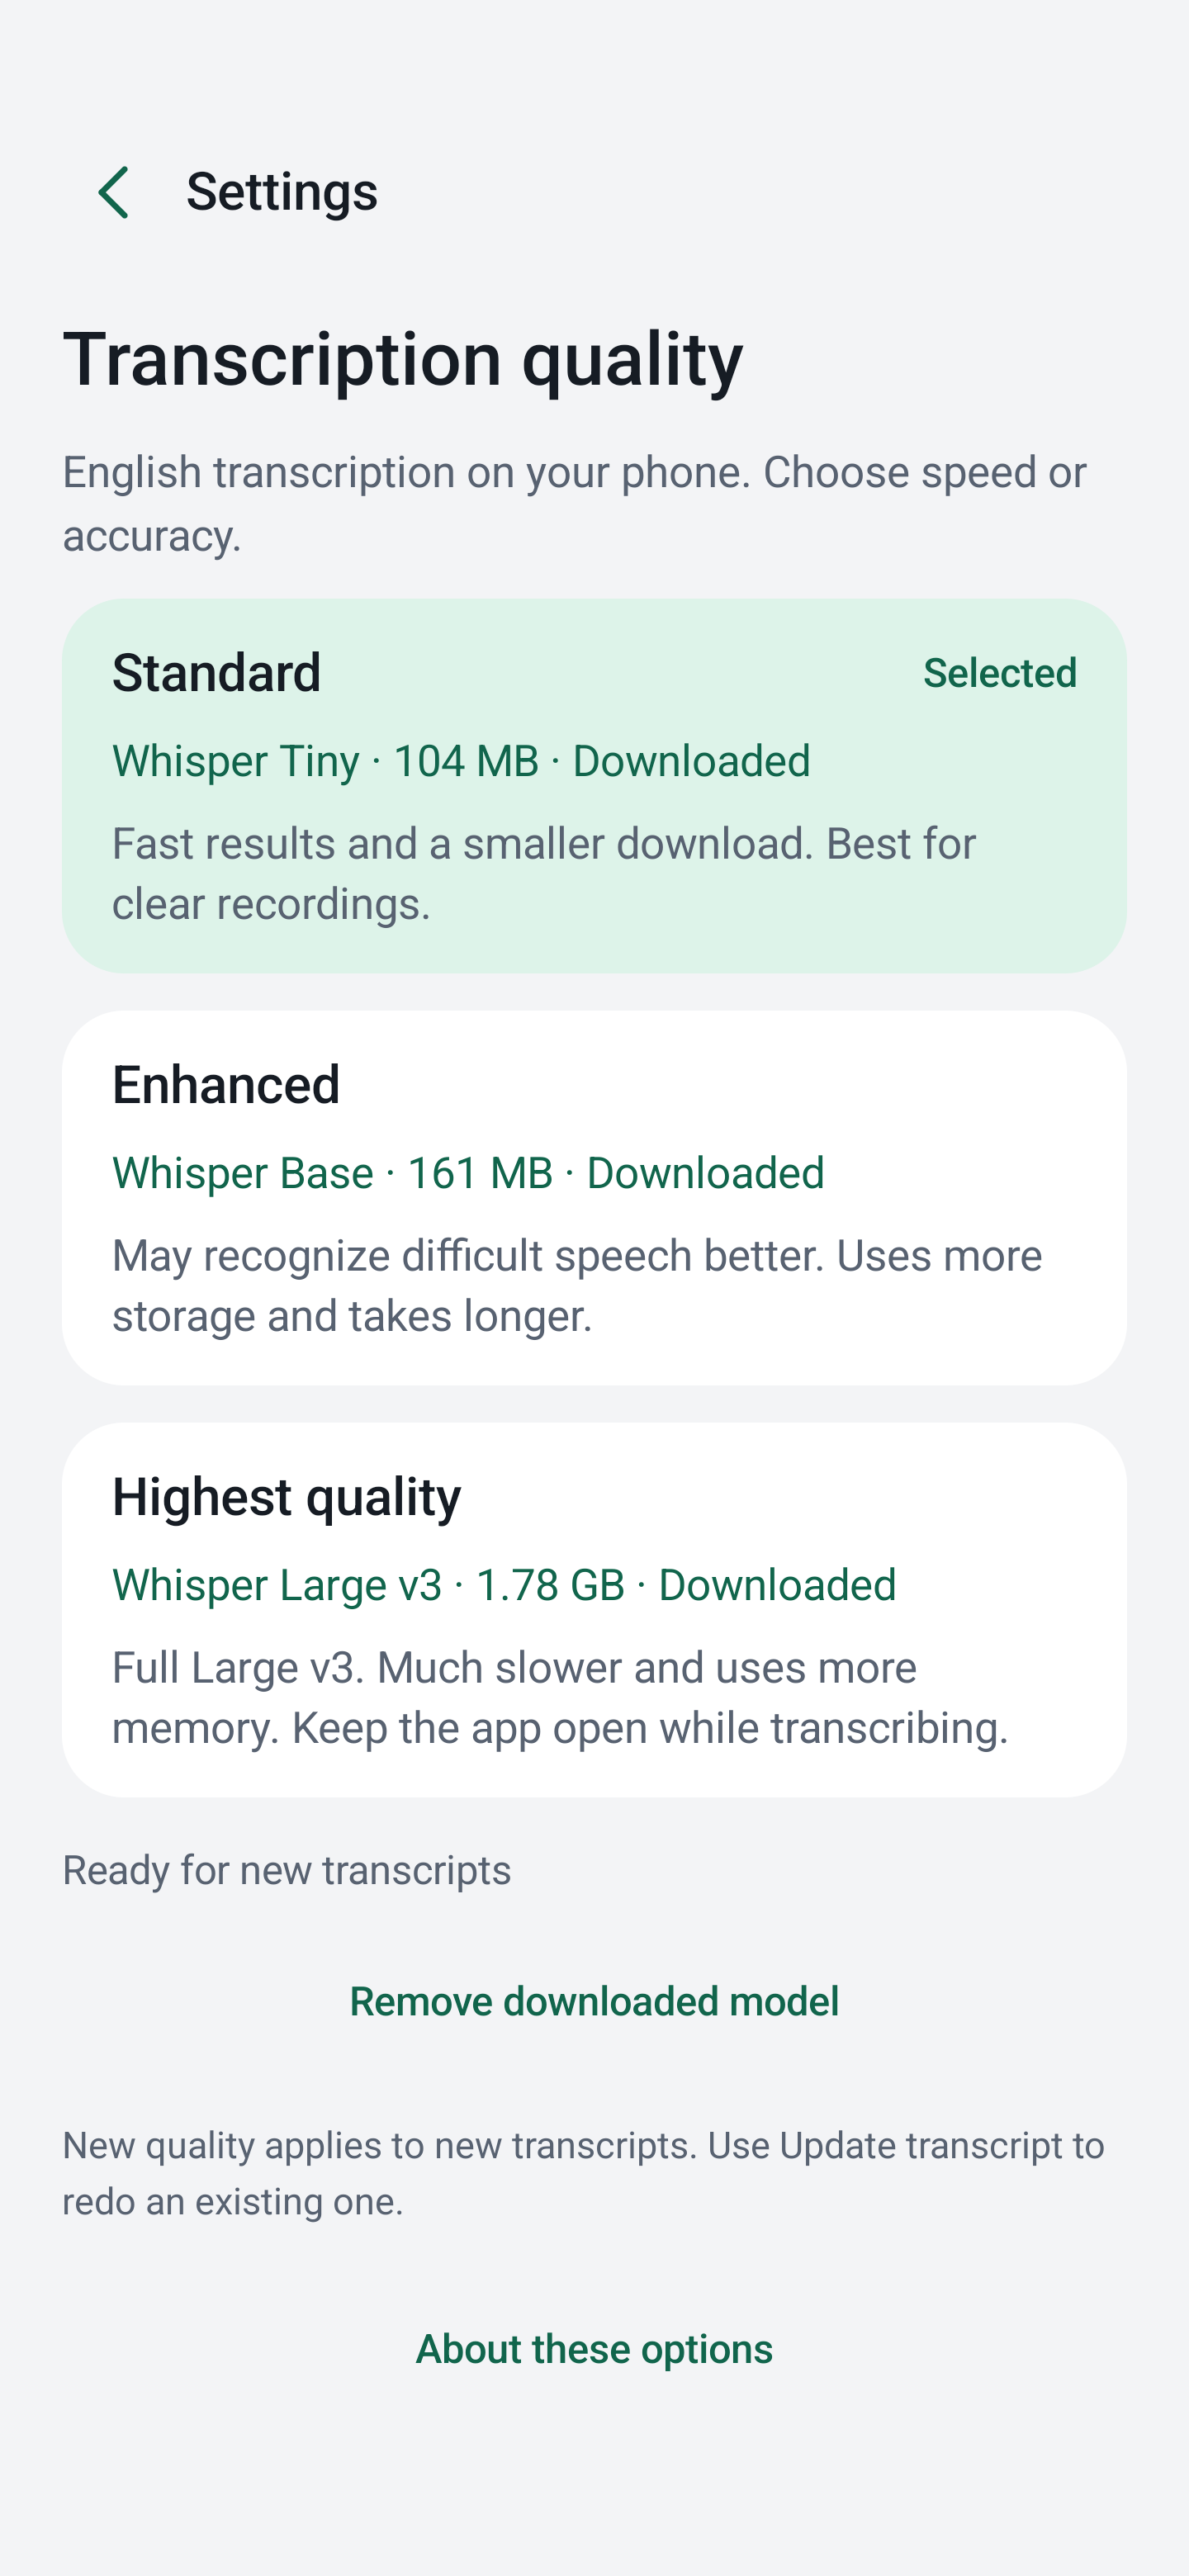 Settings
Transcription quality
English transcription on your phone. Choose speed or
accuracy.
Standard
Selected
Whisper Tiny · 104 MB · Downloaded
Fast results and a smaller download. Best for
clear recordings.
Enhanced
Whisper Base · 161 MB · Downloaded
May recognize difficult speech better. Uses more
storage and takes longer.
Highest quality
Whisper Large v3 · 1.78 GB · Downloaded
Full Large v3. Much slower and uses more
memory. Keep the app open while transcribing.
Ready for new transcripts
Remove downloaded model
New quality applies to new transcripts. Use Update transcript to
redo an existing one.
About these options